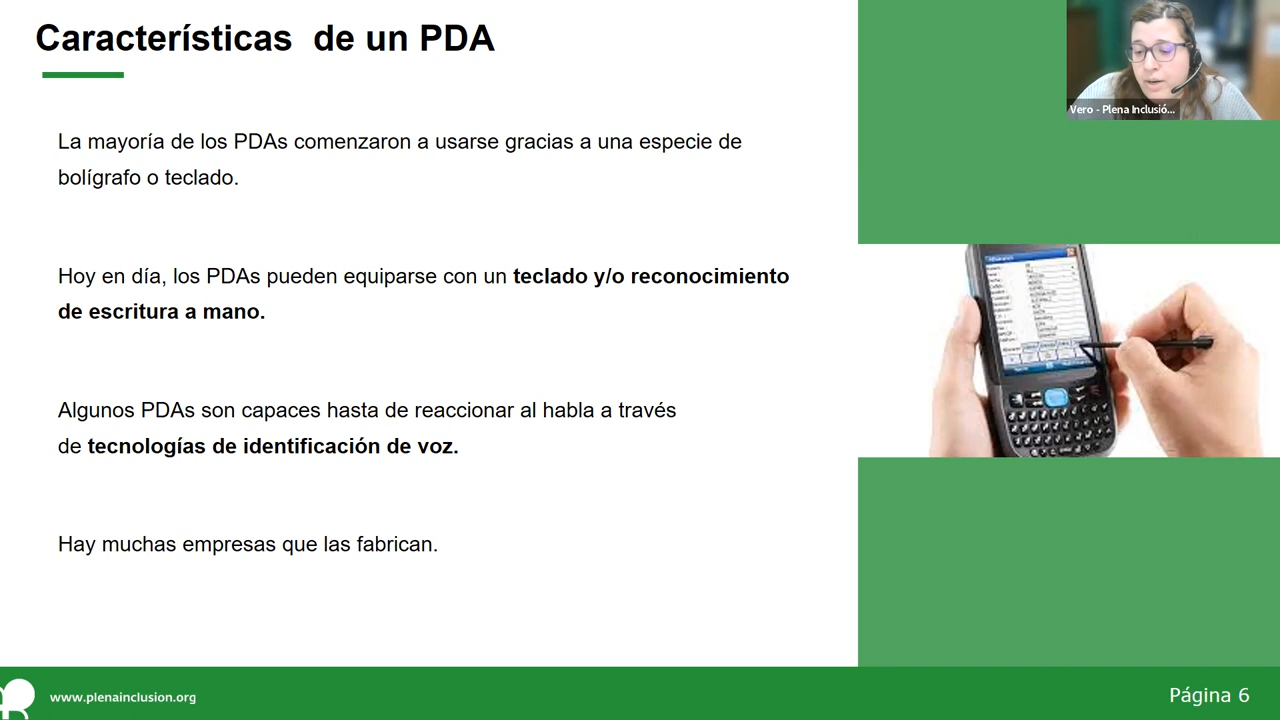 Características  de un PDA
Vero - Plena Inclusió...
La mayoría de los PDAs comenzaron a usarse gracias a una especie de
bolígrafo o teclado.
Hoy en día, los PDAs pueden equiparse con un teclado y/o reconocimiento
de escritura a mano.
Algunos PDAs son capaces hasta de reaccionar al habla a través
de tecnologías de identificación de voz.
Hay muchas empresas que las fabrican.
www.plenainclusion.org
Página 6